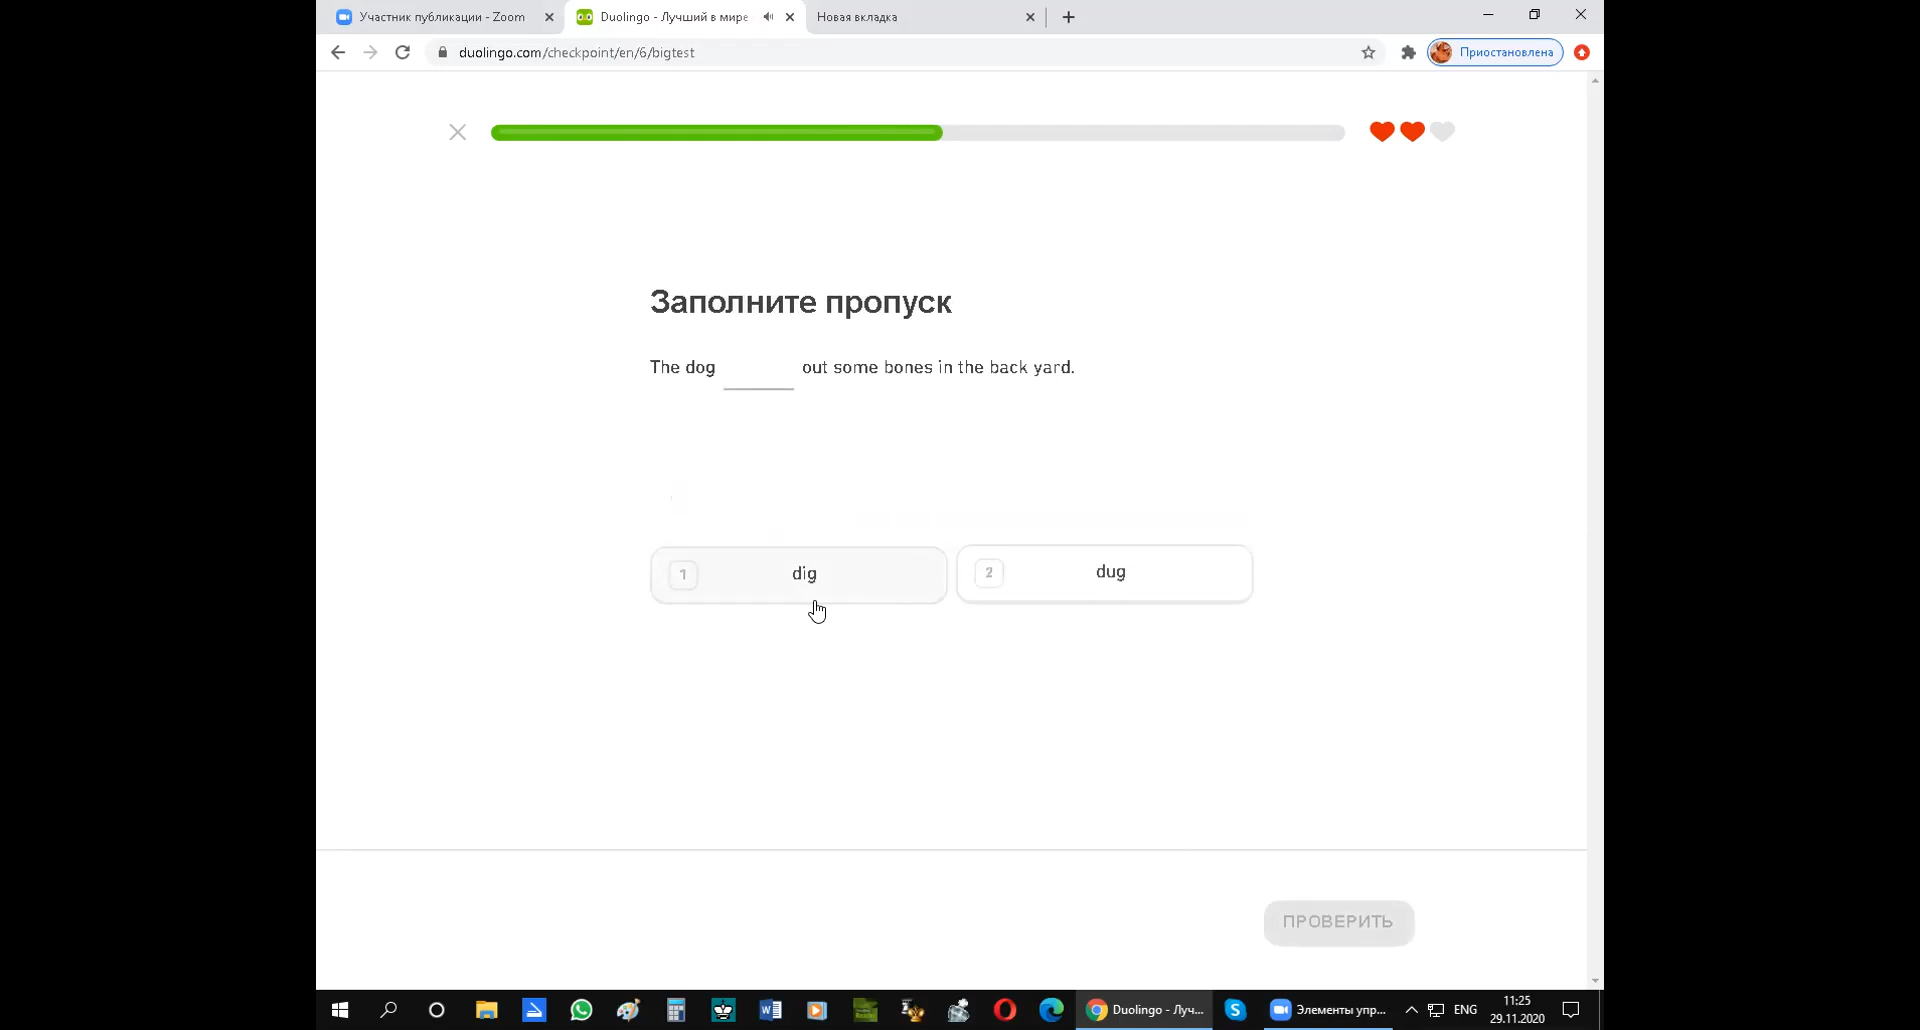 Участник публикации - Zoom
Duolingo - Лучший в мире
Новая вкладка
duolingo.com/checkpoint/en/6/bigtest
Приостановлена
Заполните пропуск
The dog ______ out some bones in the back yard.
1 dig
2 dug
ПРОВЕРИТЬ
Duolingo - Луч...
Элементы упр...
ENG
11:25
29.11.2020